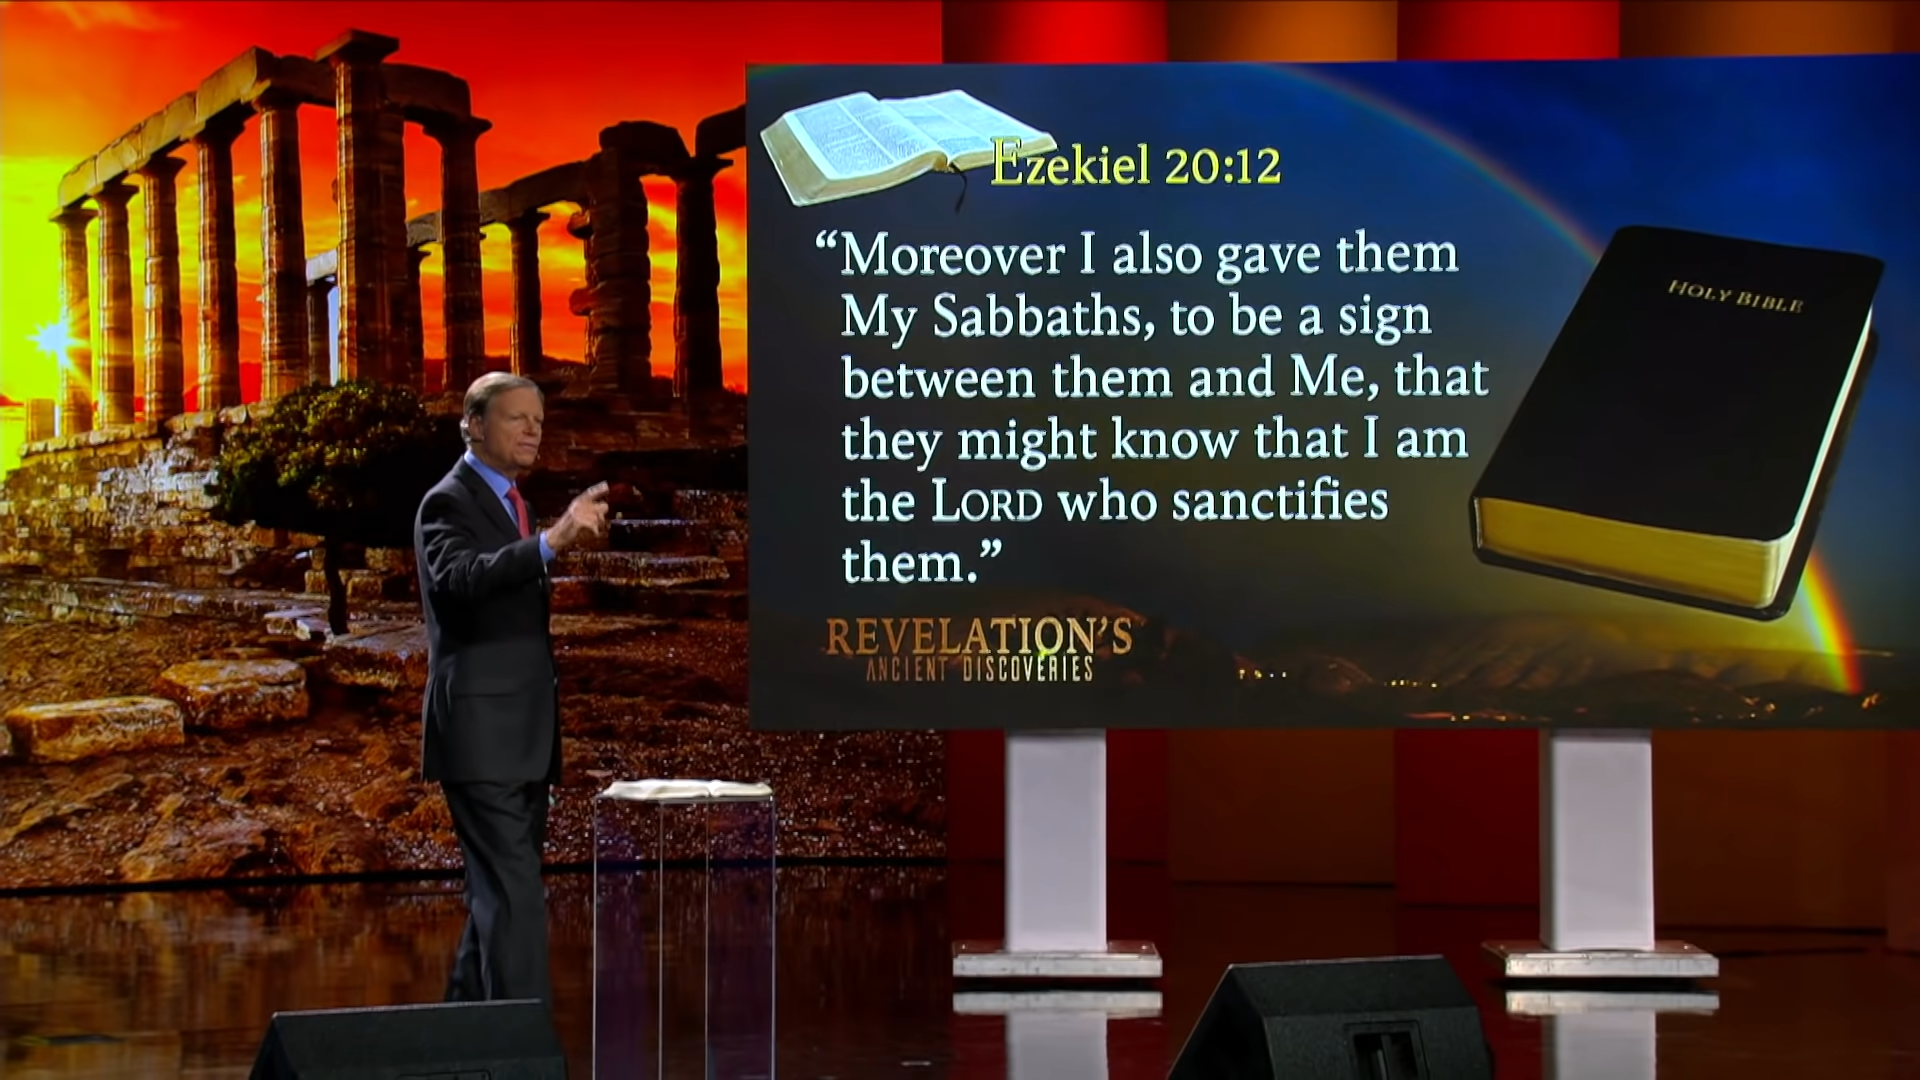 Ezekiel 20:12
“Moreover I also gave them
My Sabbaths, to be a sign
between them and Me, that
they might know that I am
the LORD who sanctifies
them.”
HOLY BIBLE
REVELATION’S
ANCIENT DISCOVERIES